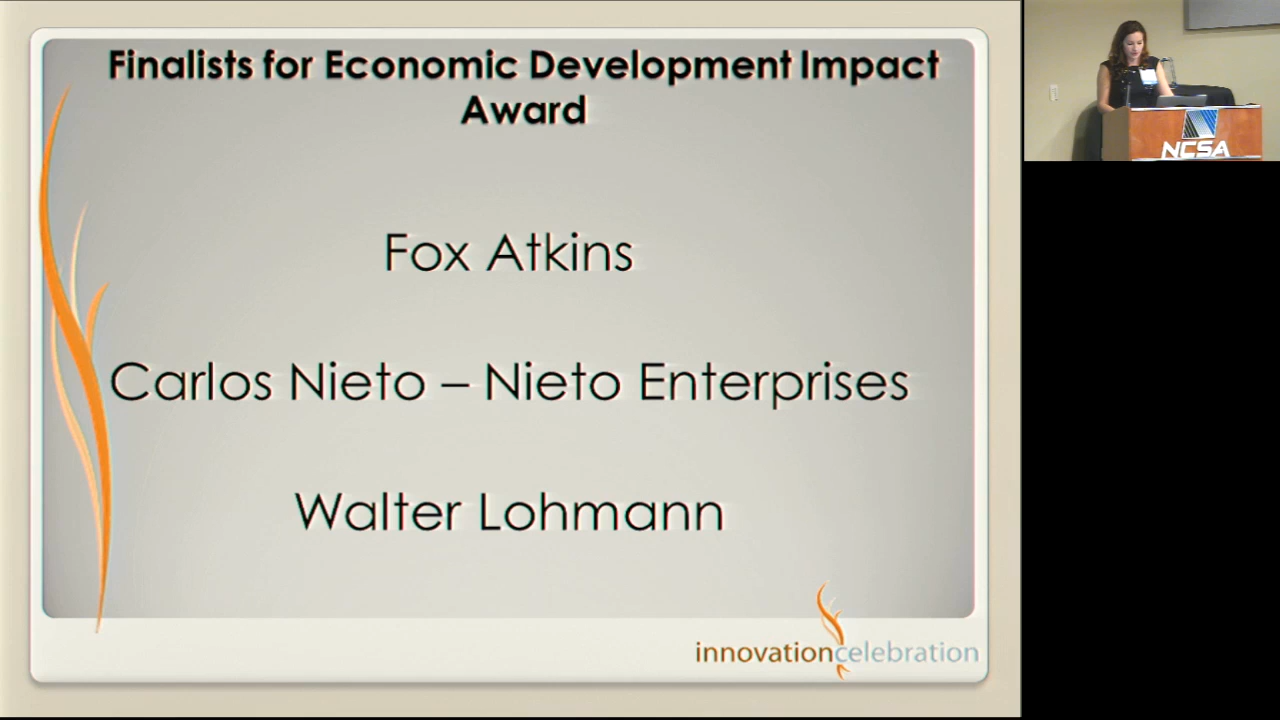 Finalists for Economic Development Impact
Award
Fox Atkins
Carlos Nieto – Nieto Enterprises
Walter Lohmann
innovationcelebration
NCSA